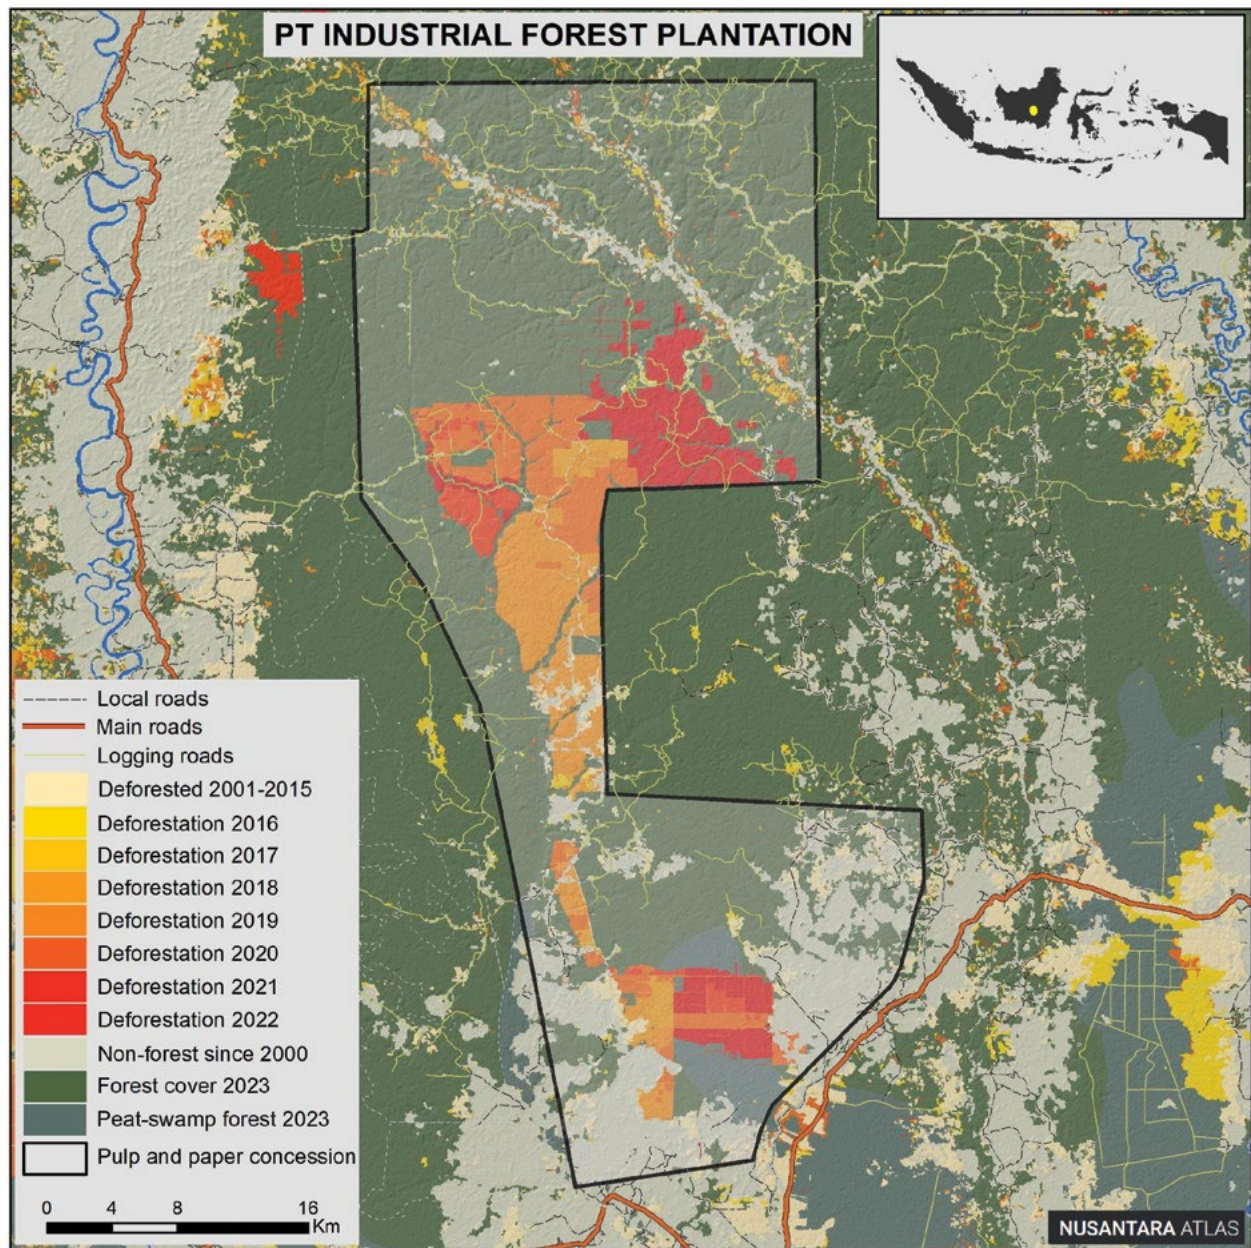 PT INDUSTRIAL FOREST PLANTATION
Local roads
Main roads
Logging roads
Deforested 2001-2015
Deforestation 2016
Deforestation 2017
Deforestation 2018
Deforestation 2019
Deforestation 2020
Deforestation 2021
Deforestation 2022
Non-forest since 2000
Forest cover 2023
Peat-swamp forest 2023
Pulp and paper concession
0 4 8 16
Km
NUSANTARA ATLAS